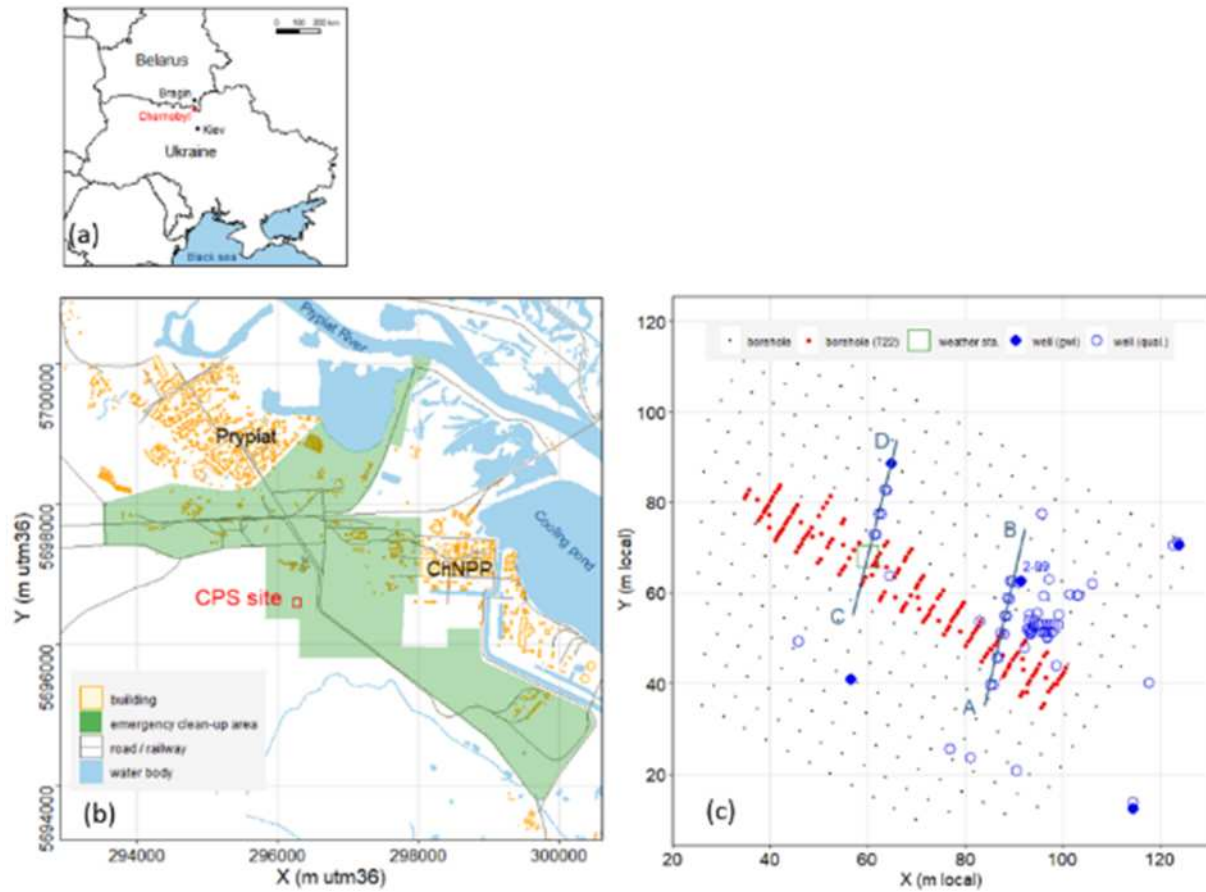 0 100 200 km
Belarus
Bragin
Chernobyl
Kiev
Ukraine
(a)
Black sea
Prypiat River
Prypiat
CPS site
ChNPP
Cooling pond
building
emergency clean-up area
road / railway
water body
(b)
5700000
5698000
5696000
5694000
Y (m utm36)
294000 296000 298000 300000
X (m utm36)
borehole borehole (T22) weather sta. well (gwl) well (qual.)
D
B
2-99
C
A
(c)
120
100
80
60
40
20
Y (m local)
20 40 60 80 100 120
X (m local)